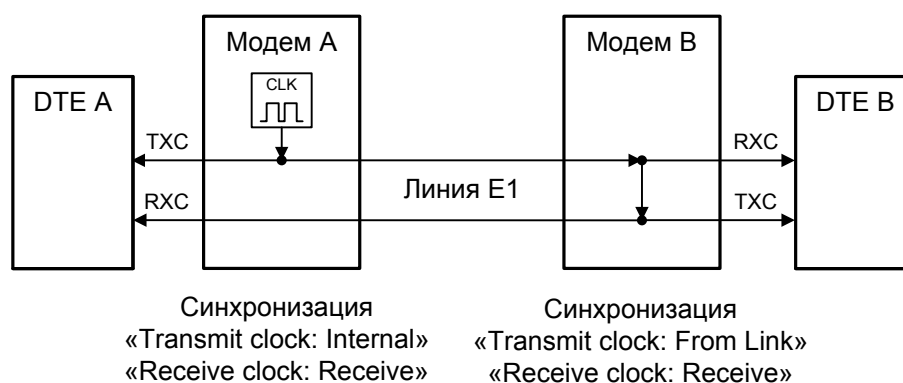 Модем A
Модем B
CLK
DTE A
DTE B
TXC
RXC
RXC
Линия E1
TXC
Синхронизация
«Transmit clock: Internal»
«Receive clock: Receive»
Синхронизация
«Transmit clock: From Link»
«Receive clock: Receive»